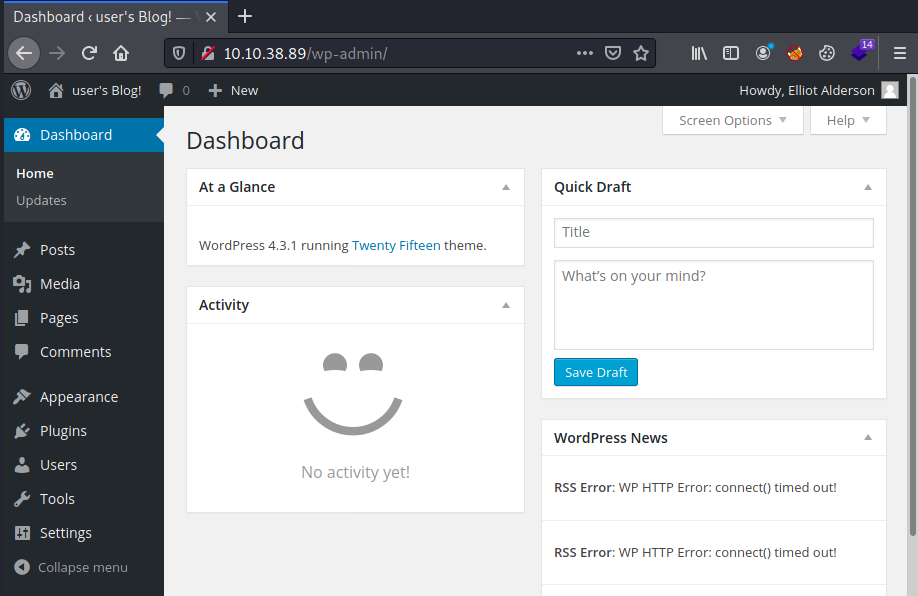 Dashboard ‹ user's Blog! —
10.10.38.89/wp-admin/
14
user's Blog!
0
New
Howdy, Elliot Alderson
Dashboard
Home
Updates
Posts
Media
Pages
Comments
Appearance
Plugins
Users
Tools
Settings
Collapse menu
Screen Options
Help
Dashboard
At a Glance
WordPress 4.3.1 running Twenty Fifteen theme.
Activity
No activity yet!
Quick Draft
Title
What's on your mind?
Save Draft
WordPress News
RSS Error: WP HTTP Error: connect() timed out!
RSS Error: WP HTTP Error: connect() timed out!